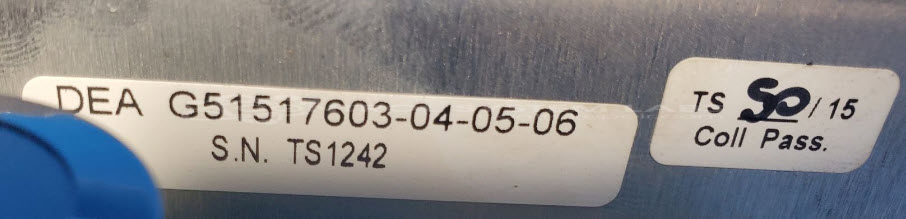 DEA G51517603-04-05-06
S.N. TS1242
TS 50/15
Coll Pass.